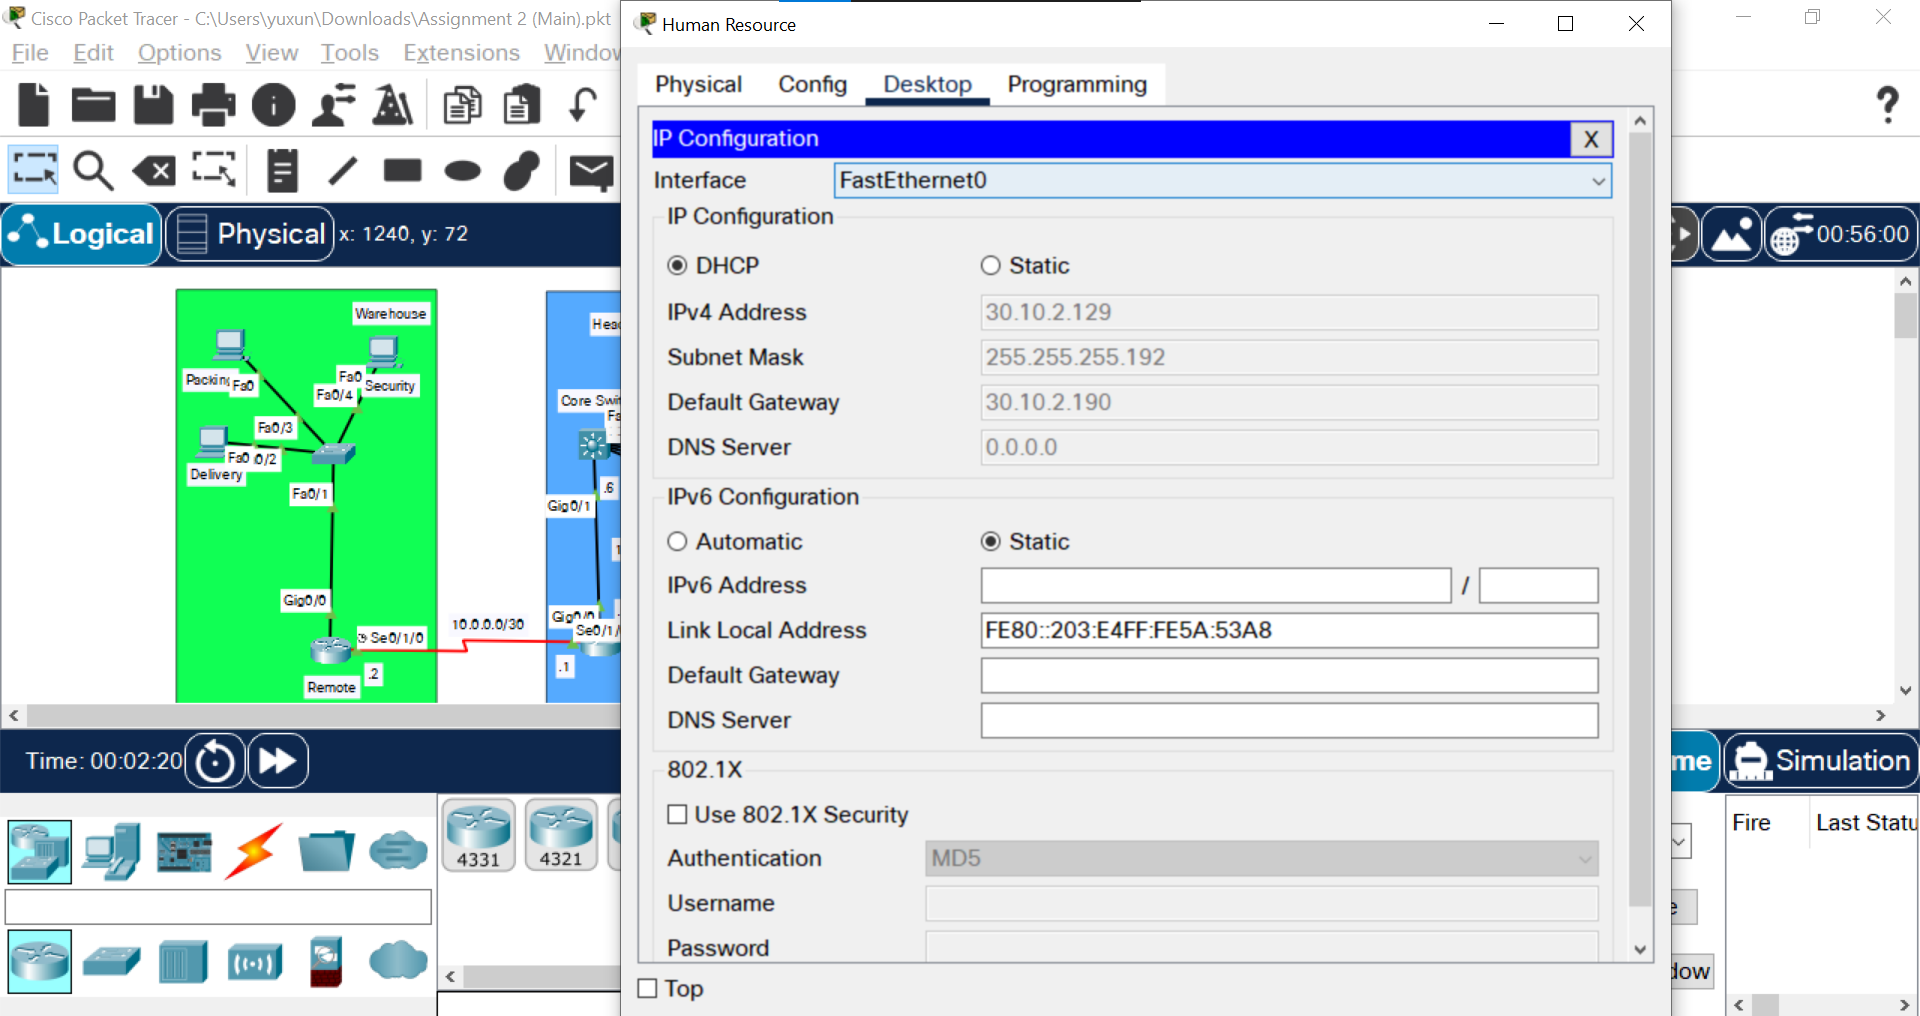 Cisco Packet Tracer - C:\Users\yuxun\Downloads\Assignment 2 (Main).pkt
File Edit Options View Tools Extensions Window
Logical Physical x: 1240, y: 72
00:56:00
Warehouse
Packing
Fa0
Fa0
Fa0/4
Security
Fa0/3
Fa0
0/2
Delivery
Fa0/1
Gig0/0
Se0/1/0
.2
Remote
10.0.0.0/30
Core
.6
Gig0/1
Gig0/0
Se0/1/
.1
Time: 00:02:20
4331
4321
Human Resource
Physical Config Desktop Programming
IP Configuration X
Interface FastEthernet0
IP Configuration
DHCP Static
IPv4 Address 30.10.2.129
Subnet Mask 255.255.255.192
Default Gateway 30.10.2.190
DNS Server 0.0.0.0
IPv6 Configuration
Automatic Static
IPv6 Address /
Link Local Address FE80::203:E4FF:FE5A:53A8
Default Gateway
DNS Server
802.1X
Use 802.1X Security
Authentication MD5
Username
Password
Top
me Simulation
Fire Last Statu
dow